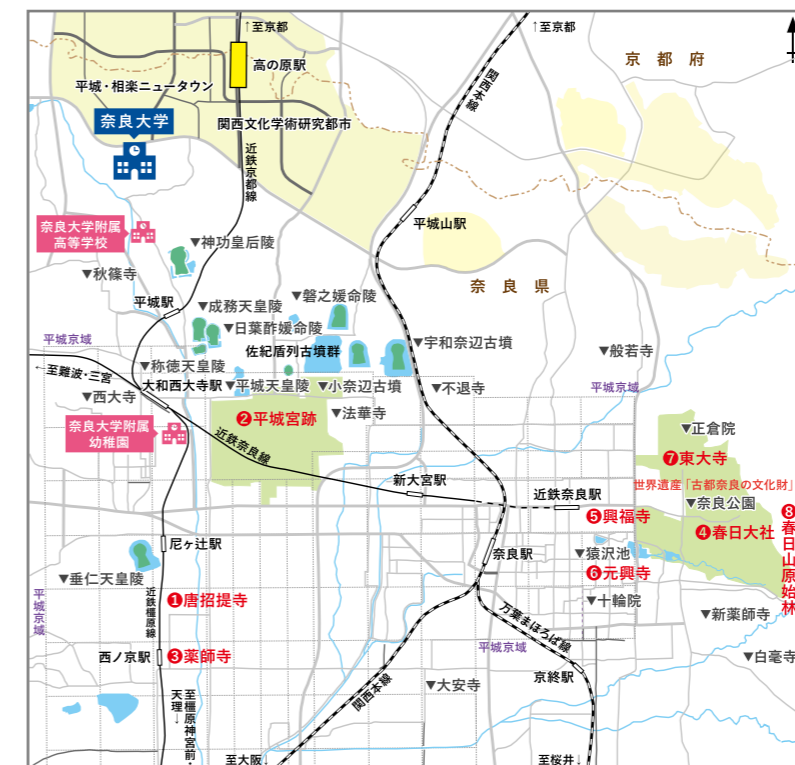 ↑至京都
↑至京都
高の原駅
京都府
平城・相楽ニュータウン
関西本線
奈良大学
関西文化学術研究都市
近鉄京都線
奈良大学附属
高等学校
平城山駅
▼神功皇后陵
▼秋篠寺
奈良県
▼磐之媛命陵
平城駅
▼成務天皇陵
▼日葉酢媛命陵
平城京域
佐紀盾列古墳群
▼宇和奈辺古墳
▼般若寺
←至難波・三宮
▼称徳天皇陵
大和西大寺駅
▼平城天皇陵
▼小奈辺古墳
▼不退寺
平城京域
▼西大寺
❷平城宮跡
▼法華寺
奈良大学附属
幼稚園
近鉄奈良線
▼正倉院
❼東大寺
新大宮駅
近鉄奈良駅
世界遺産「古都奈良の文化財」
▼奈良公園
❺興福寺
❹春日大社
❽春日山原始林
尼ヶ辻駅
奈良駅
▼猿沢池
❻元興寺
▼垂仁天皇陵
平城京域
近鉄橿原線
❶唐招提寺
▼十輪院
万葉まほろば線
▼新薬師寺
平城京域
西ノ京駅
❸薬師寺
▼白毫寺
京終駅
▼大安寺
関西本線
至橿原神宮前・
天理↓
至大阪↓
至桜井↓